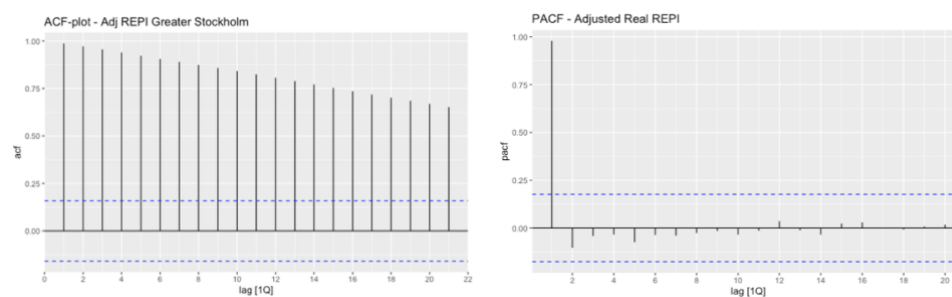 ACF-plot - Adj REPI Greater Stockholm
1.00
0.75
0.50
0.25
0.00
acf
0 2 4 6 8 10 12 14 16 18 20 22
lag [1Q]
PACF - Adjusted Real REPI
1.00
0.75
0.50
0.25
0.00
pacf
2 4 6 8 10 12 14 16 18 20
lag [1Q]